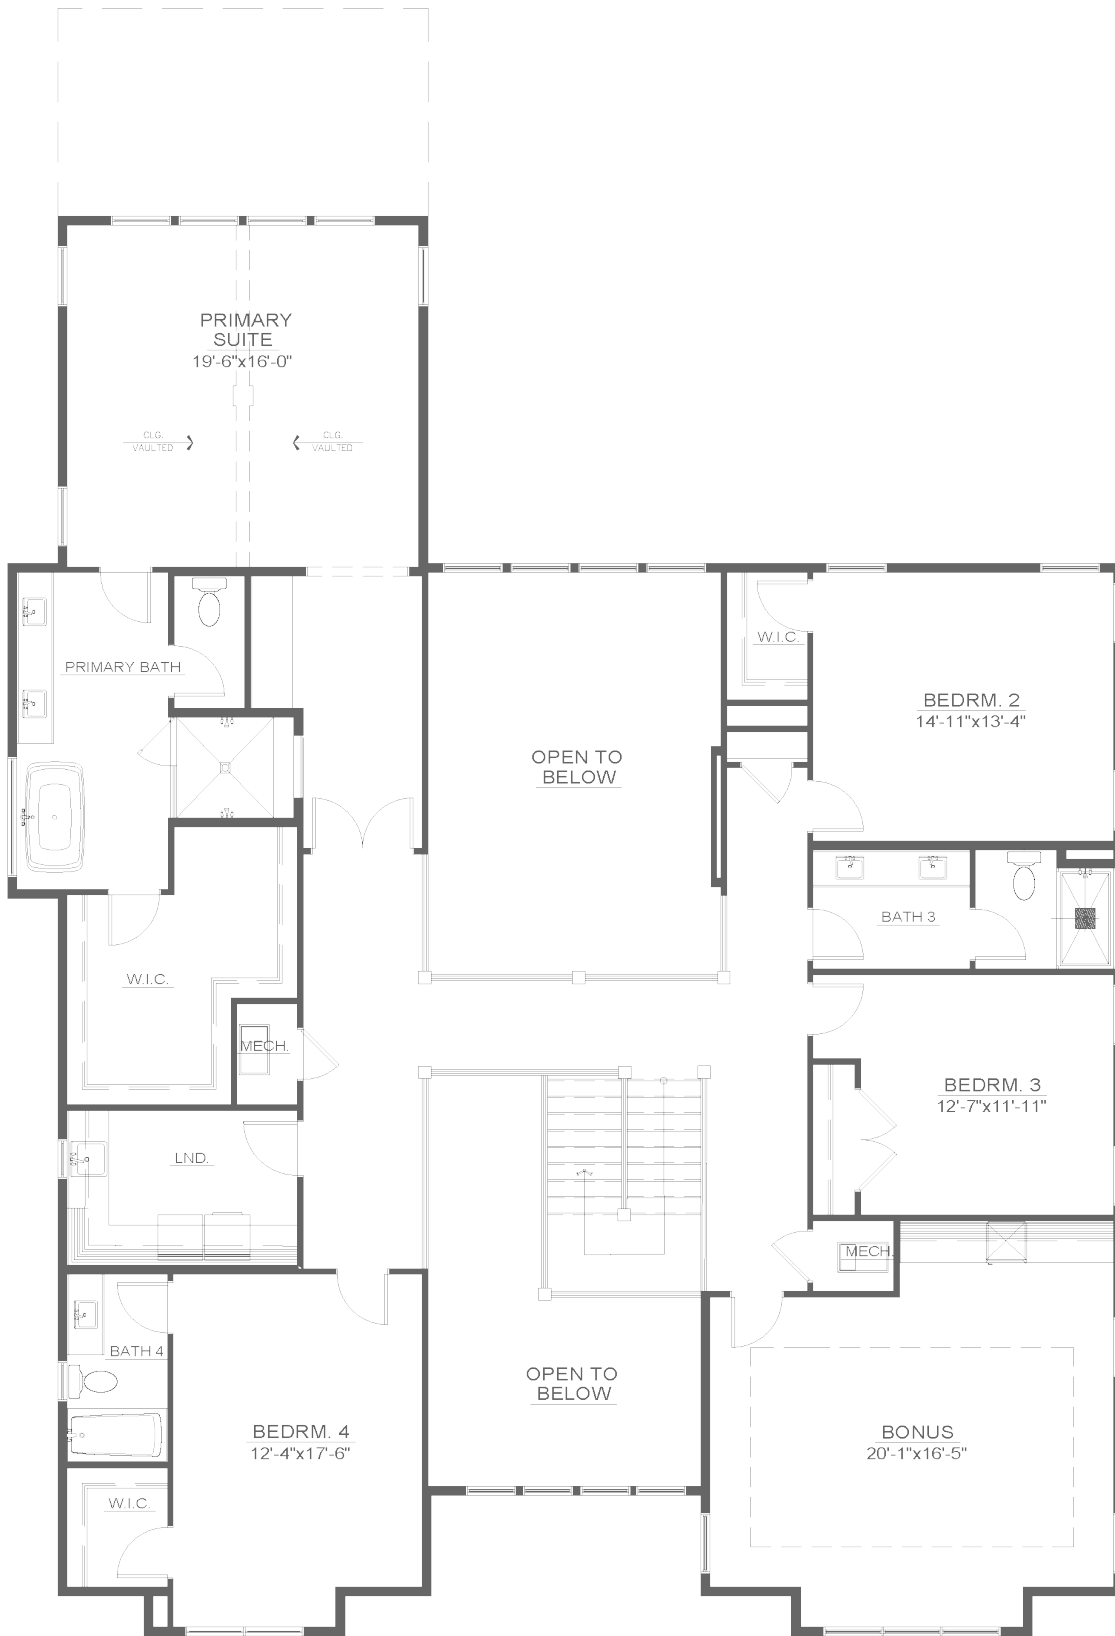 PRIMARY
SUITE
19'-6"x16'-0"
CLG.
VAULTED
CLG.
VAULTED
PRIMARY BATH
W.I.C.
BEDRM. 2
14'-11"x13'-4"
OPEN TO
BELOW
BATH 3
W.I.C.
MECH.
BEDRM. 3
12'-7"x11'-11"
LND.
MECH.
BATH 4
OPEN TO
BELOW
BEDRM. 4
12'-4"x17'-6"
BONUS
20'-1"x16'-5"
W.I.C.